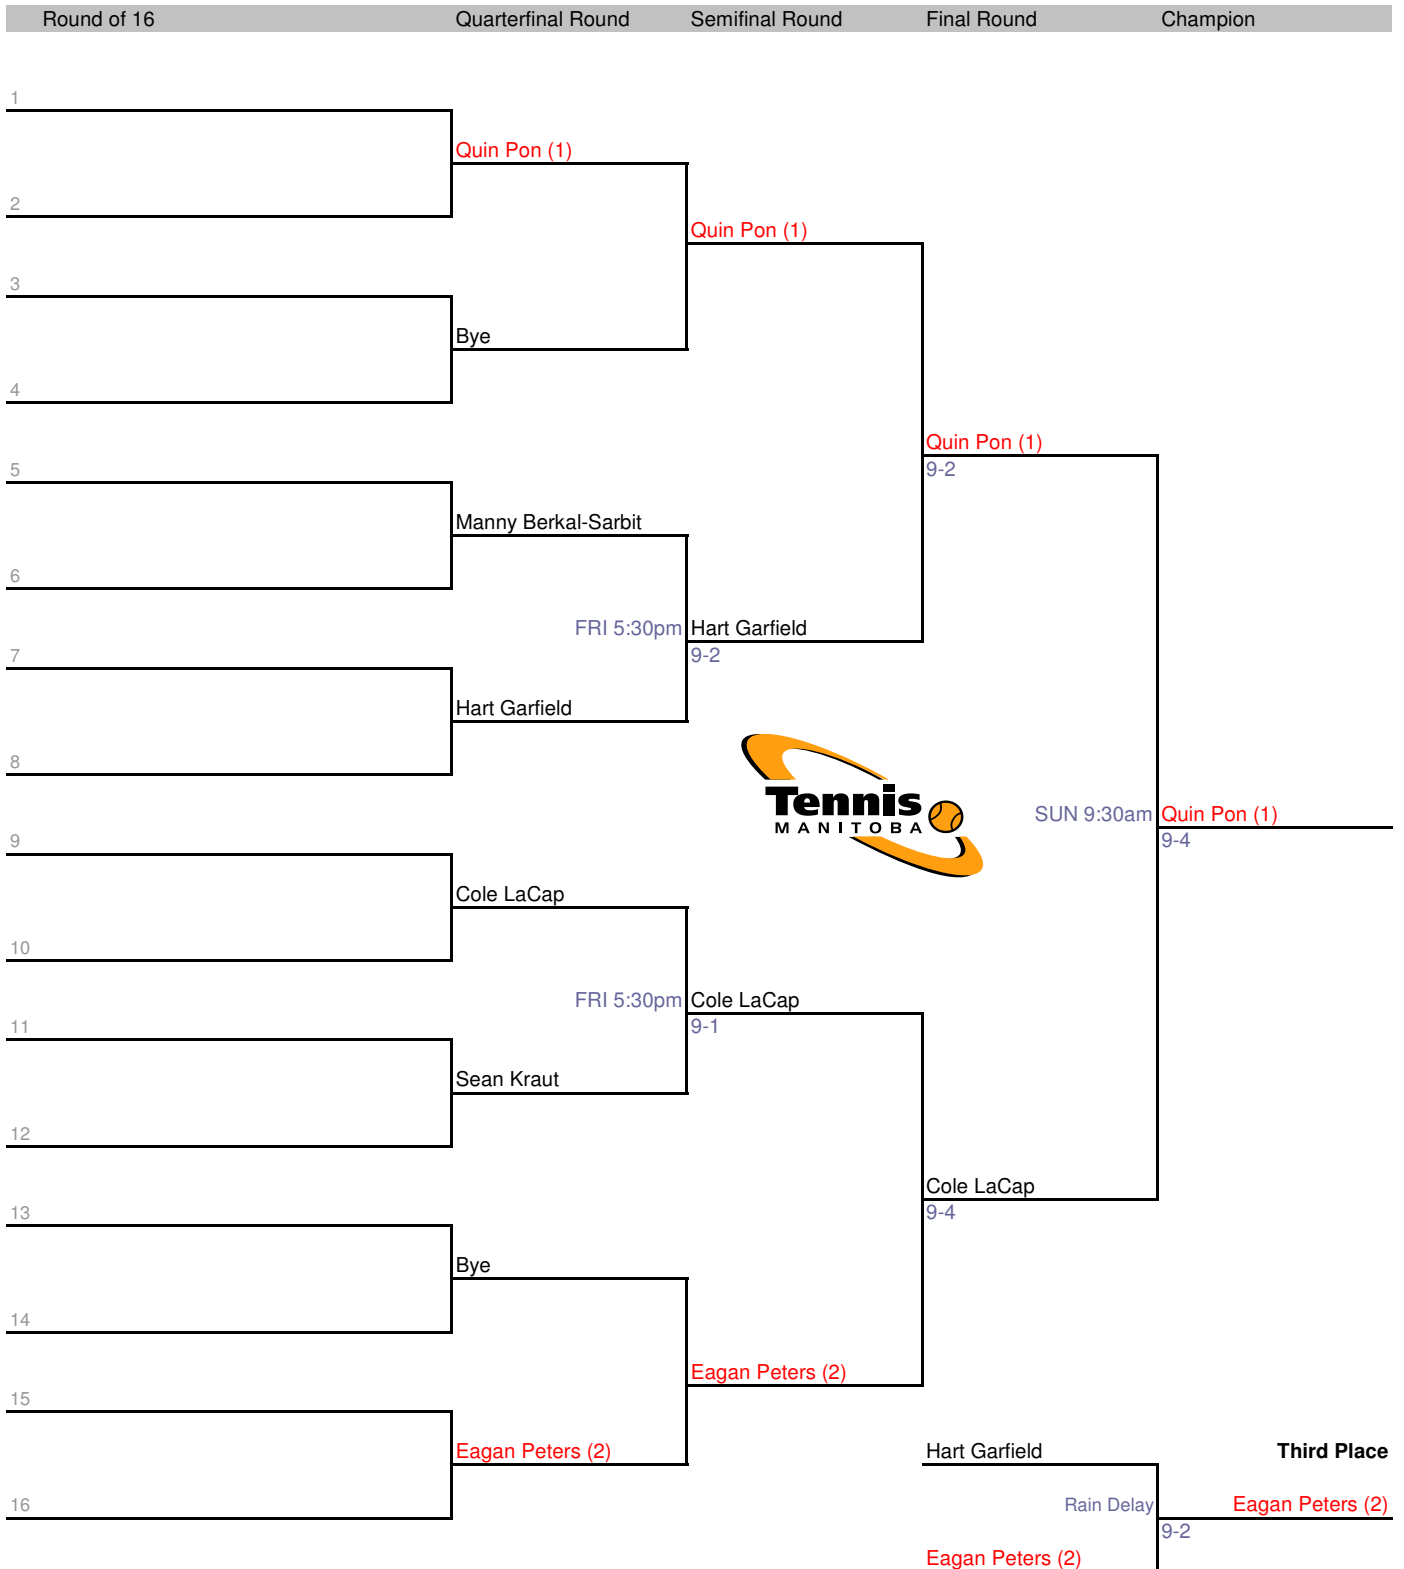 Round of 16 Quarterfinal Round Semifinal Round Final Round Champion
1
Quin Pon (1)
2
Quin Pon (1)
3
Bye
4
Quin Pon (1)
5
9-2
Manny Berkal-Sarbit
6
FRI 5:30pm Hart Garfield
7
9-2
Hart Garfield
8
Tennis
MANITOBA
SUN 9:30am Quin Pon (1)
9
9-4
Cole LaCap
10
FRI 5:30pm Cole LaCap
11
9-1
Sean Kraut
12
Cole LaCap
13
9-4
Bye
14
Eagan Peters (2)
15
Eagan Peters (2) Hart Garfield Third Place
16 Rain Delay Eagan Peters (2)
9-2
Eagan Peters (2)